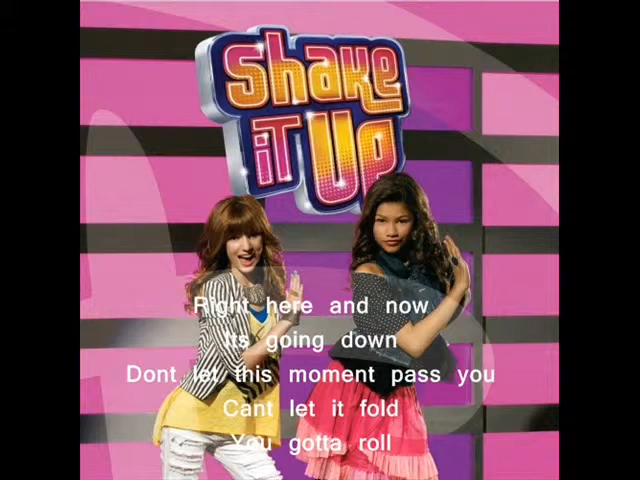 Shake
it Up
Right here and now
Its going down
Dont let this moment pass you
Cant let it fold
You gotta roll